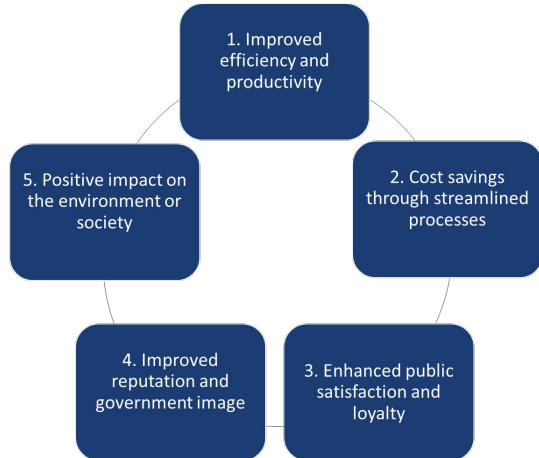 1. Improved
efficiency and
productivity
2. Cost savings
through streamlined
processes
3. Enhanced public
satisfaction and
loyalty
4. Improved
reputation and
government image
5. Positive impact on
the environment or
society